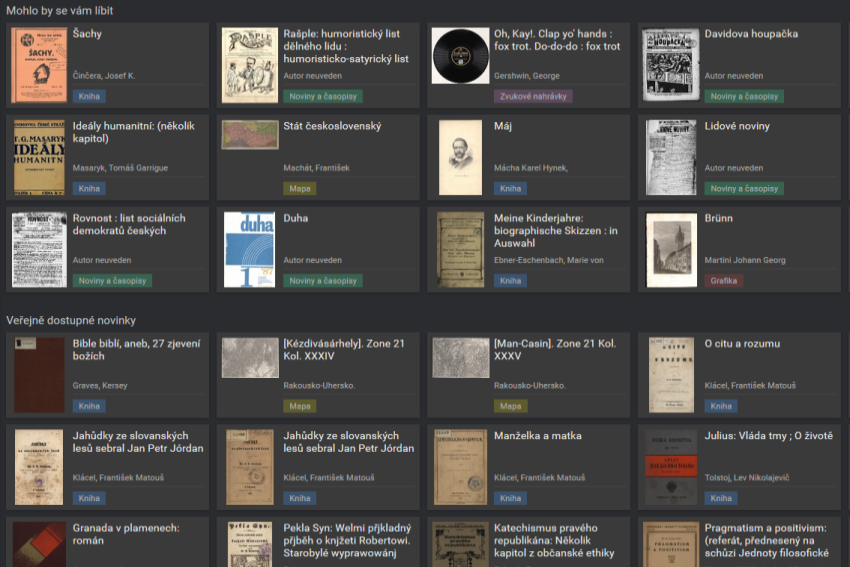 Mohlo by se vám líbit
Šachy
Činčera, Josef K.
Kniha
Rašple: humoristický list
dělného lidu :
humoristicko-satyrický list
Autor neuveden
Noviny a časopisy
Oh, Kay!. Clap yo' hands :
fox trot. Do-do-do : fox trot
Gershwin, George
Zvukové nahrávky
Davidova houpačka
Autor neuveden
Noviny a časopisy
Ideály humanitní: (několik
kapitol)
Masaryk, Tomáš Garrigue
Kniha
Stát československý
Machát, František
Mapa
Máj
Mácha Karel Hynek,
Kniha
Lidové noviny
Autor neuveden
Noviny a časopisy
Rovnost : list sociálních
demokratů českých
Autor neuveden
Noviny a časopisy
Duha
Autor neuveden
Noviny a časopisy
Meine Kinderjahre:
biographische Skizzen : in
Auswahl
Ebner-Eschenbach, Marie von
Kniha
Brünn
Martini Johann Georg
Grafika
ŠACHY.
T. G. MASARYK
IDEÁLY
HUMANITNÍ
duha
1
Veřejně dostupné novinky
Bible biblí, aneb, 27 zjevení
božích
Graves, Kersey
Kniha
[Kézdivásárhely]. Zone 21
Kol. XXXIV
Rakousko-Uhersko.
Mapa
[Man-Casin]. Zone 21 Kol.
XXXV
Rakousko-Uhersko.
Mapa
O citu a rozumu
Klácel, František Matouš
Kniha
Jahůdky ze slovanských
lesů sebral Jan Petr Jórdan
Klácel, František Matouš
Kniha
Jahůdky ze slovanských
lesů sebral Jan Petr Jórdan
Klácel, František Matouš
Kniha
Manželka a matka
Klácel, František Matouš
Kniha
Julius: Vláda tmy ; O životě
Tolstoj, Lev Nikolajevič
Kniha
Granada v plamenech:
román
Pekla Syn: Welmi přjkladný
přjběh o knjžeti Robertowi.
Starobylé wyprawowánj
Katechismus pravého
republikána: Několik
kapitol z občanské ethiky
Pragmatism a positivism:
(referát, přednesený na
schůzi Jednoty filosofické